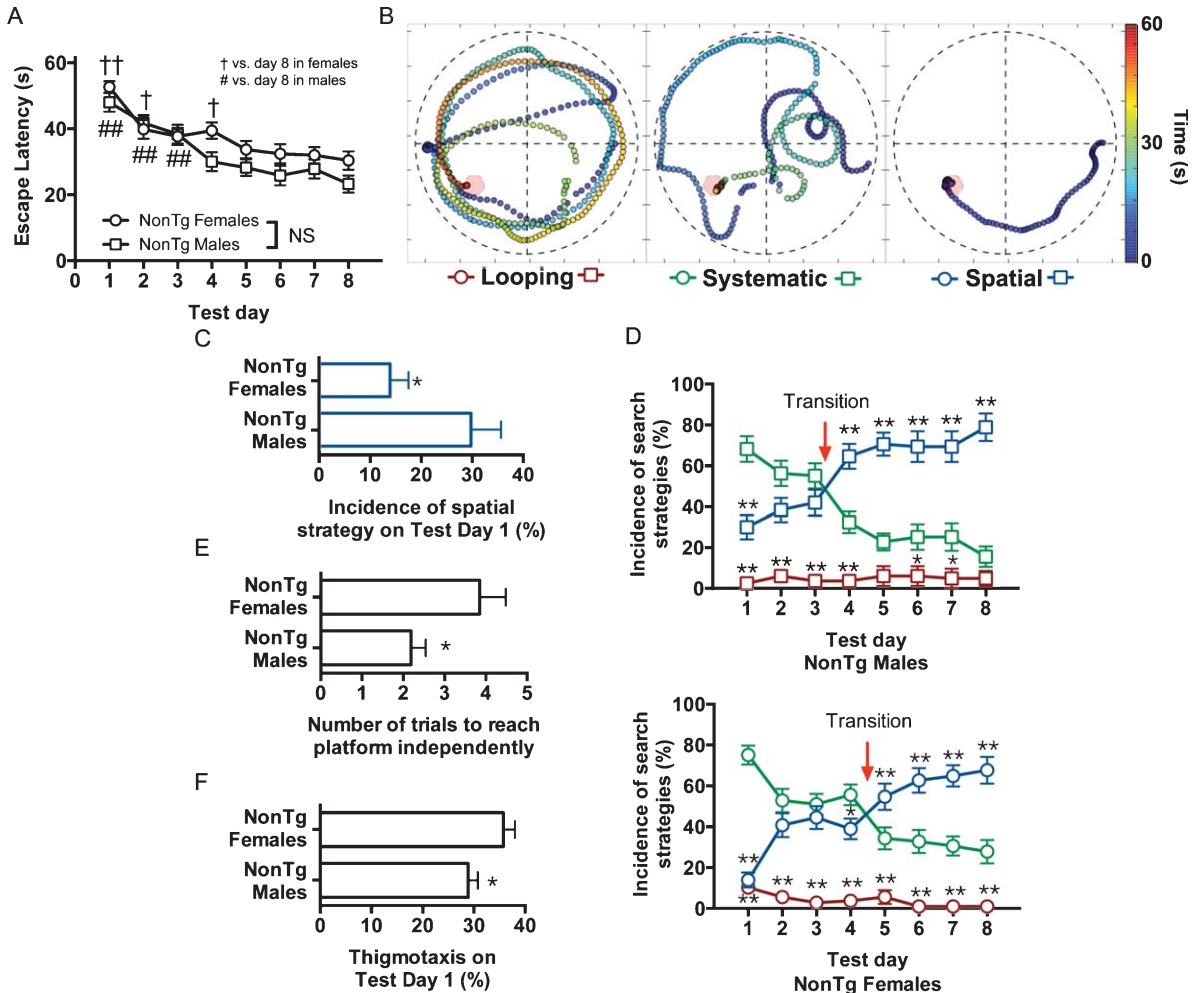 A
Escape Latency (s)
60
40
20
0
††
##
†
##
##
†
† vs. day 8 in females
# vs. day 8 in males
NonTg Females
NonTg Males
NS
0 1 2 3 4 5 6 7 8
Test day
B
Looping
Systematic
Spatial
60
30
0
Time (s)
C
NonTg
Females
NonTg
Males
*
0 10 20 30 40
Incidence of spatial
strategy on Test Day 1 (%)
D
Incidence of search
strategies (%)
100
80
60
40
20
0
Transition
** ** ** ** **
**
** ** ** ** * *
1 2 3 4 5 6 7 8
Test day
NonTg Males
E
NonTg
Females
NonTg
Males
*
0 1 2 3 4 5
Number of trials to reach
platform independently
Incidence of search
strategies (%)
100
80
60
40
20
0
Transition
** ** ** **
*
**
** ** ** ** ** ** ** **
1 2 3 4 5 6 7 8
Test day
NonTg Females
F
NonTg
Females
NonTg
Males
*
0 10 20 30 40
Thigmotaxis on
Test Day 1 (%)